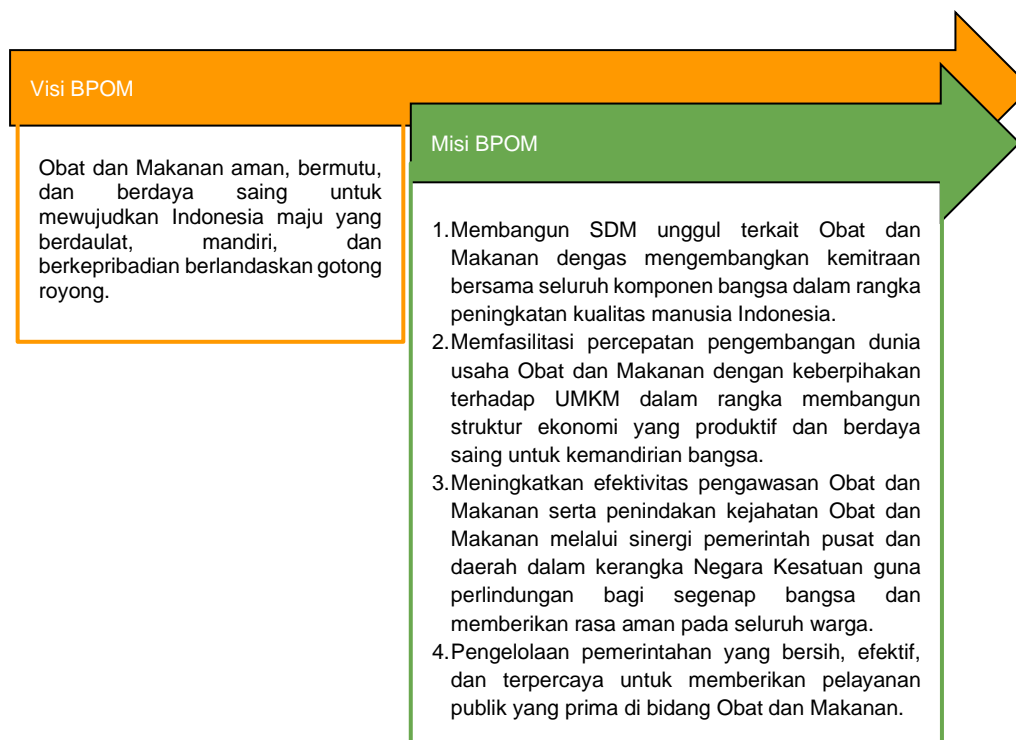 Visi BPOM
Obat dan Makanan aman, bermutu,
dan berdaya saing untuk
mewujudkan Indonesia maju yang
berdaulat, mandiri, dan
berkepribadian berlandaskan gotong
royong.
Misi BPOM
1.Membangun SDM unggul terkait Obat dan
Makanan dengas mengembangkan kemitraan
bersama seluruh komponen bangsa dalam rangka
peningkatan kualitas manusia Indonesia.
2.Memfasilitasi percepatan pengembangan dunia
usaha Obat dan Makanan dengan keberpihakan
terhadap UMKM dalam rangka membangun
struktur ekonomi yang produktif dan berdaya
saing untuk kemandirian bangsa.
3.Meningkatkan efektivitas pengawasan Obat dan
Makanan serta penindakan kejahatan Obat dan
Makanan melalui sinergi pemerintah pusat dan
daerah dalam kerangka Negara Kesatuan guna
perlindungan bagi segenap bangsa dan
memberikan rasa aman pada seluruh warga.
4.Pengelolaan pemerintahan yang bersih, efektif,
dan terpercaya untuk memberikan pelayanan
publik yang prima di bidang Obat dan Makanan.